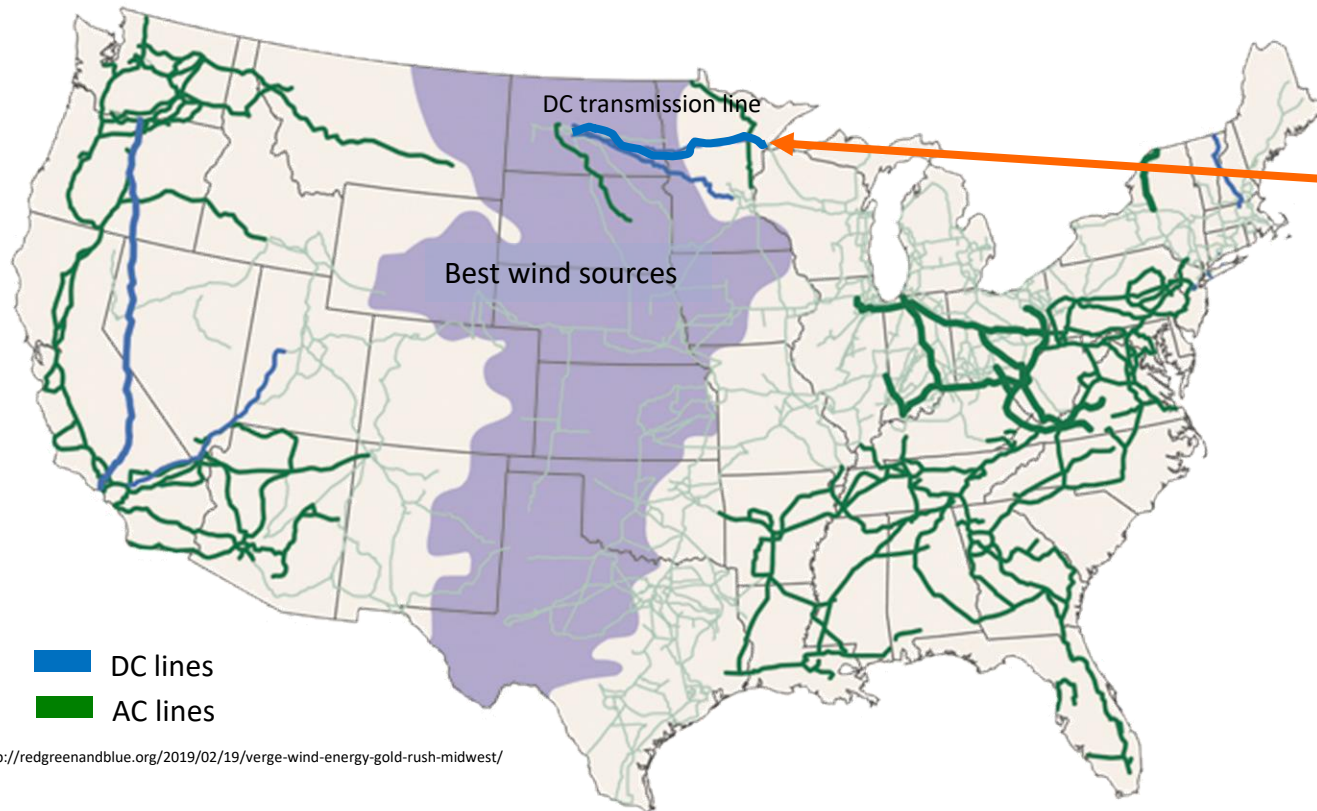 DC transmission line
Best wind sources
DC lines
AC lines
p://redgreenandblue.org/2019/02/19/verge-wind-energy-gold-rush-midwest/